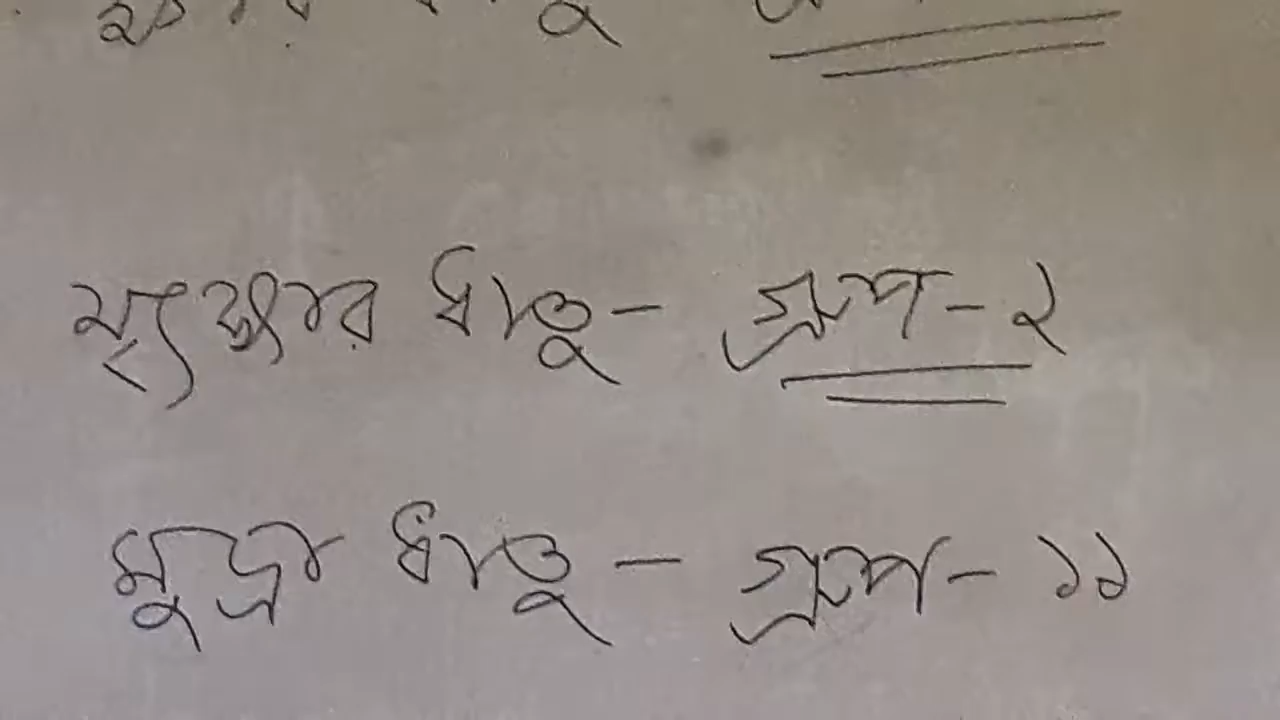 মৃৎক্ষার ধাতু - গ্রুপ - ২
মুদ্রা ধাতু - গ্রুপ - ১১